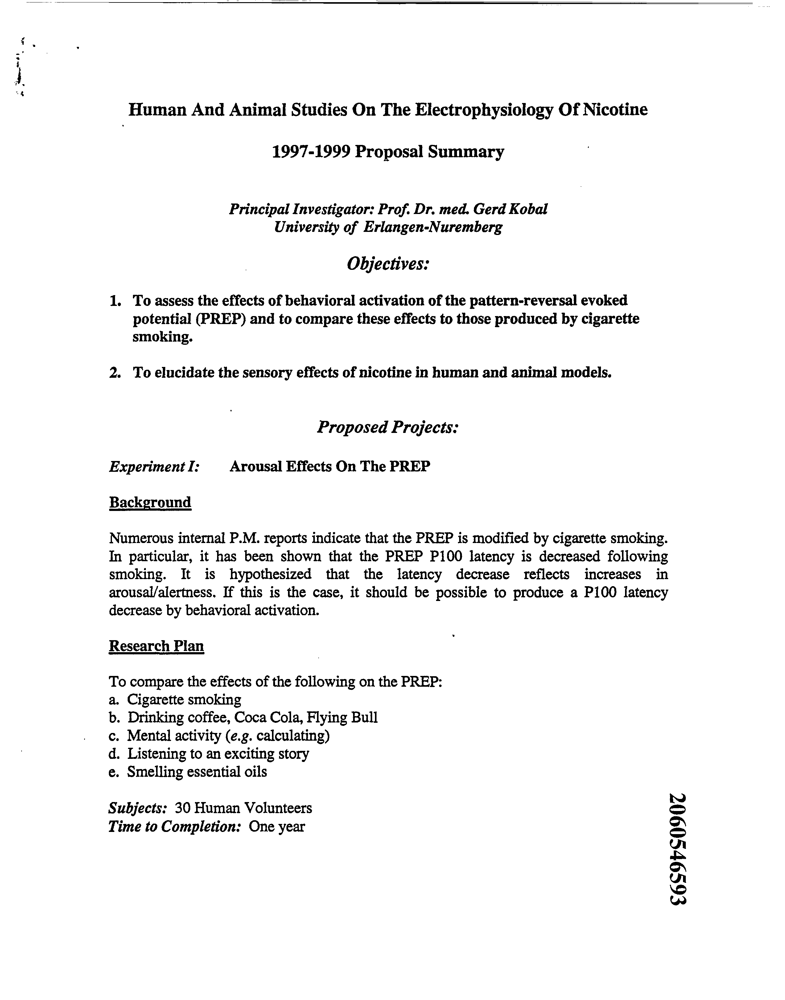 Human And Animal Studies On The Electrophysiology Of Nicotine
1997-1999 Proposal Summary
Principal Investigator: Prof. Dr. med. Gerd Kobal
University of Erlangen-Nuremberg
Objectives:
1. To assess the effects of behavioral activation of the pattern-reversal evoked
potential (PREP) and to compare these effects to those produced by cigarette
smoking.
2. To elucidate the sensory effects of nicotine in human and animal models.
Proposed Projects:
Experiment I: Arousal Effects On The PREP
Background
Numerous internal P.M. reports indicate that the PREP is modified by cigarette smoking.
In particular, it has been shown that the PREP P100 latency is decreased following
smoking. It is hypothesized that the latency decrease reflects increases in
arousal/alertness. If this is the case, it should be possible to produce a P100 latency
decrease by behavioral activation.
Research Plan
To compare the effects of the following on the PREP:
a. Cigarette smoking
b. Drinking coffee, Coca Cola, Flying Bull
c. Mental activity (e.g. calculating)
d. Listening to an exciting story
e. Smelling essential oils
Subjects: 30 Human Volunteers
Time to Completion: One year
2060546593